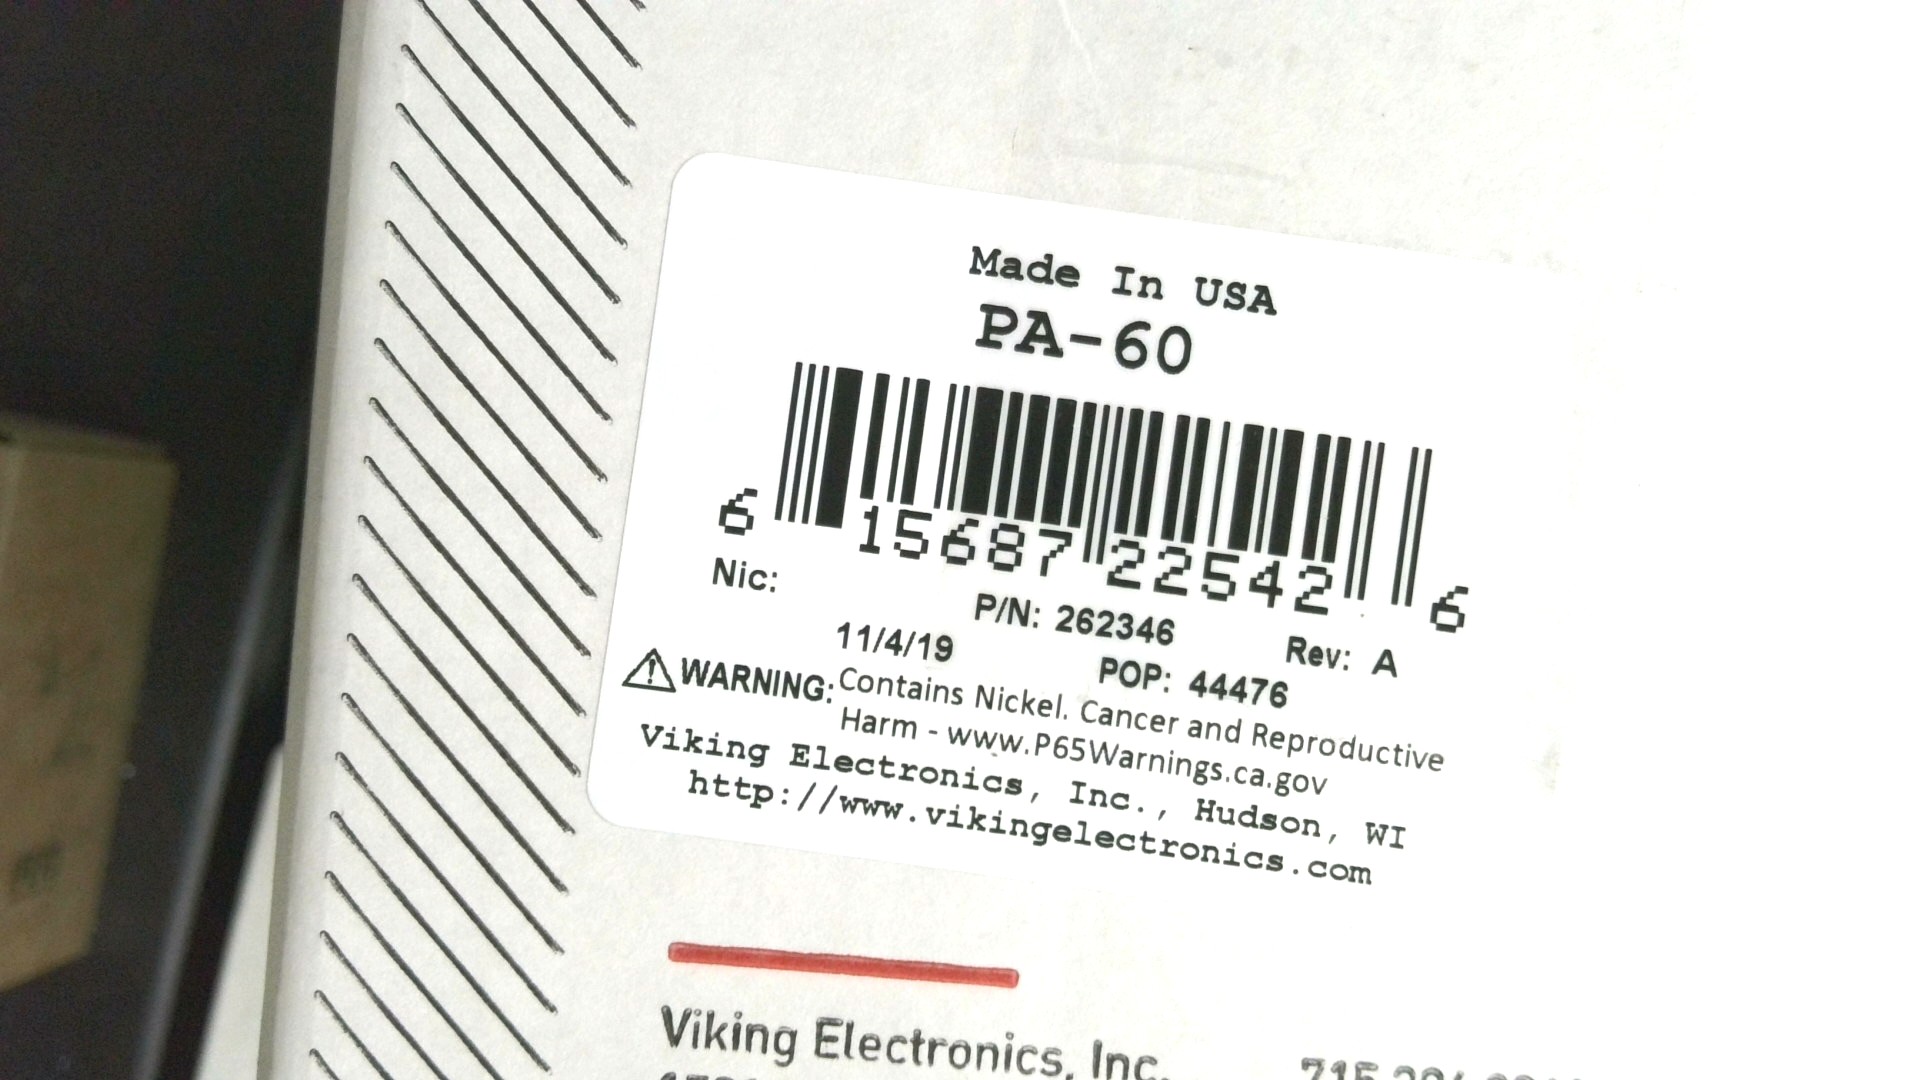 Made In USA
PA-60
6 15687 22542 6
Nic:
P/N: 262346
Rev: A
11/4/19
POP: 44476
WARNING: Contains Nickel. Cancer and Reproductive
Harm - www.P65Warnings.ca.gov
Viking Electronics, Inc., Hudson, WI
http://www.vikingelectronics.com
Viking Electronics, Inc.